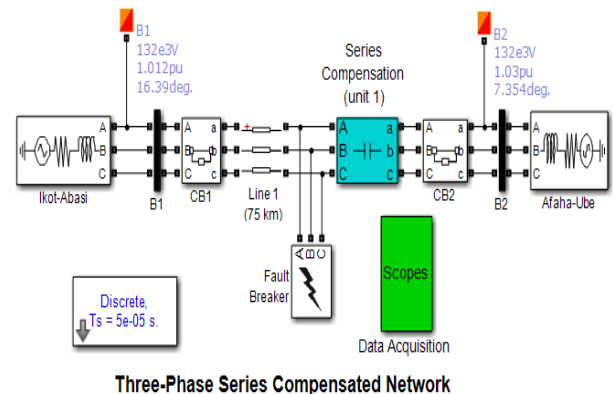 B1
132e3V
1.012pu
16.39deg.
B2
132e3V
1.03pu
7.354deg.
Series
Compensation
(unit 1)
A
B
C
A
B
C
a
b
c
A
B
C
a
b
c
A
B
C
a
b
c
A
B
C
Ikot-Abasi
B1
CB1
+
Line 1
(75 km)
CB2
B2
Afaha-Ube
A B C
Fault
Breaker
Scopes
Data Acquisition
Discrete,
Ts = 5e-05 s.
Three-Phase Series Compensated Network